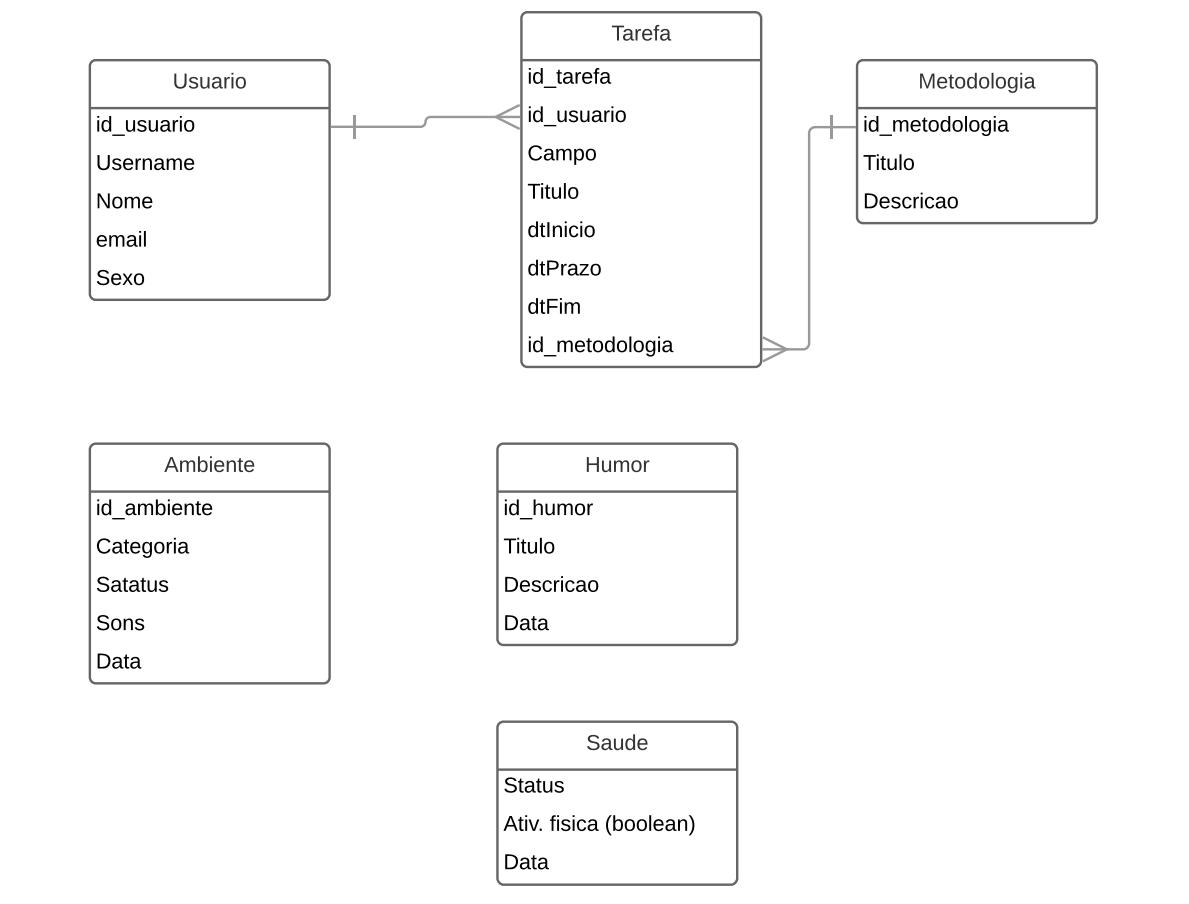 Usuario
id_usuario
Username
Nome
email
Sexo
Tarefa
id_tarefa
id_usuario
Campo
Titulo
dtInicio
dtPrazo
dtFim
id_metodologia
Metodologia
id_metodologia
Titulo
Descricao
Ambiente
id_ambiente
Categoria
Satatus
Sons
Data
Humor
id_humor
Titulo
Descricao
Data
Saude
Status
Ativ. fisica (boolean)
Data